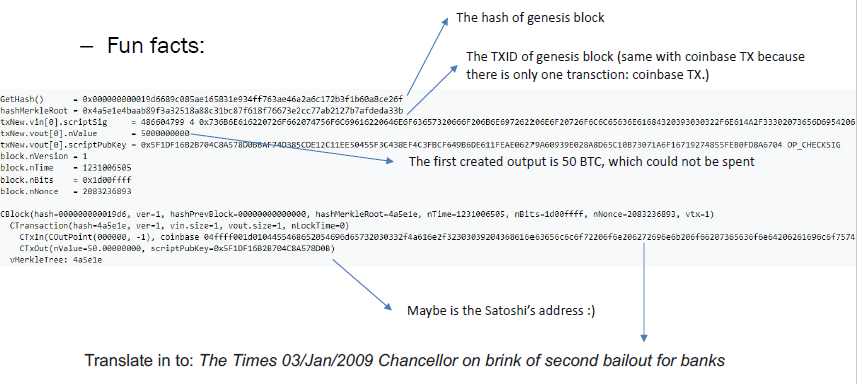 The hash of genesis block
– Fun facts:
The TXID of genesis block (same with coinbase TX because
there is only one transction: coinbase TX.)
GetHash() = 0x000000000019d6689c085ae165831e934ff763ae46a2a6c172b3f1b60a8ce26f
hashMerkleRoot = 0x4a5e1e4baab89f3a32518a88c31bc87f618f76673e2cc77ab2127b7afdeda33b
txNew.vin[0].scriptSig = 486604799 4 0x736B6E616220726F662074756F6C69616220646E6F63657320666F206B6E697262206E6F20726F6C6C65636E61684320393030322F6E614A2F33302073656D6954206
txNew.vout[0].nValue = 5000000000
txNew.vout[0].scriptPubKey = 0x5F1DF16B2B704C8A578D0BBAF74D385CDE12C11EE50455F3C438EF4C3FBCF649B6DE611FEAE06279A60939E028A8D65C10B73071A6F16719274855FEB0FD8A6704 OP_CHECKSIG
The first created output is 50 BTC, which could not be spent
block.nVersion = 1
block.nTime = 1231006505
block.nBits = 0x1d00ffff
block.nNonce = 2083236893
CBlock(hash=000000000019d6, ver=1, hashPrevBlock=00000000000000, hashMerkleRoot=4a5e1e, nTime=1231006505, nBits=1d00ffff, nNonce=2083236893, vtx=1)
CTransaction(hash=4a5e1e, ver=1, vin.size=1, vout.size=1, nLockTime=0)
CTxIn(COutPoint(000000, -1), coinbase 04ffff001d0104455468652054696d65732030332f4a616e2f32303039204368616e63656c6c6f72206f6e206272696e6b206f66207365636f6e64206261696c6f7574
CTxOut(nValue=50.00000000, scriptPubKey=0x5F1DF16B2B704C8A578D0B)
vMerkleTree: 4a5e1e
Maybe is the Satoshi's address :)
Translate in to: The Times 03/Jan/2009 Chancellor on brink of second bailout for banks